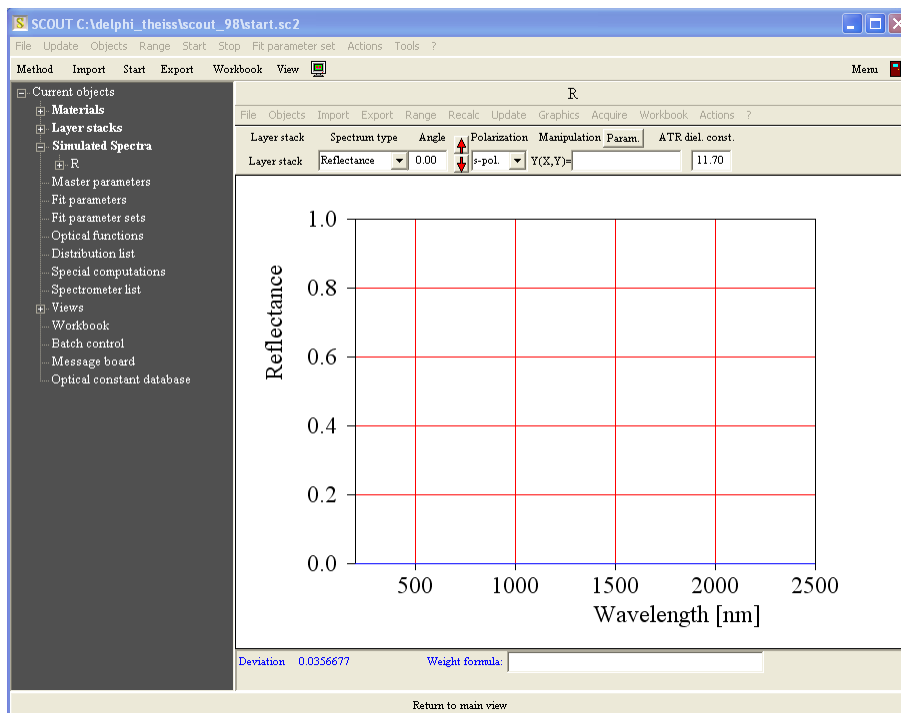 SCOUT C:\delphi_theiss\scout_98\start.sc2
File Update Objects Range Start Stop Fit parameter set Actions Tools ?
Method Import Start Export Workbook View Menu
Current objects
Materials
Layer stacks
Simulated Spectra
R
Master parameters
Fit parameters
Fit parameter sets
Optical functions
Distribution list
Special computations
Spectrometer list
Views
Workbook
Batch control
Message board
Optical constant database
R
File Objects Import Export Range Recalc Update Graphics Acquire Workbook Actions ?
Layer stack Spectrum type Angle Polarization Manipulation Param. ATR diel. const.
Layer stack Reflectance 0.00 s-pol. Y(X,Y)= 11.70
1.0
0.8
0.6
0.4
0.2
0.0
Reflectance
500 1000 1500 2000 2500
Wavelength [nm]
Deviation 0.0356677 Weight formula:
Return to main view